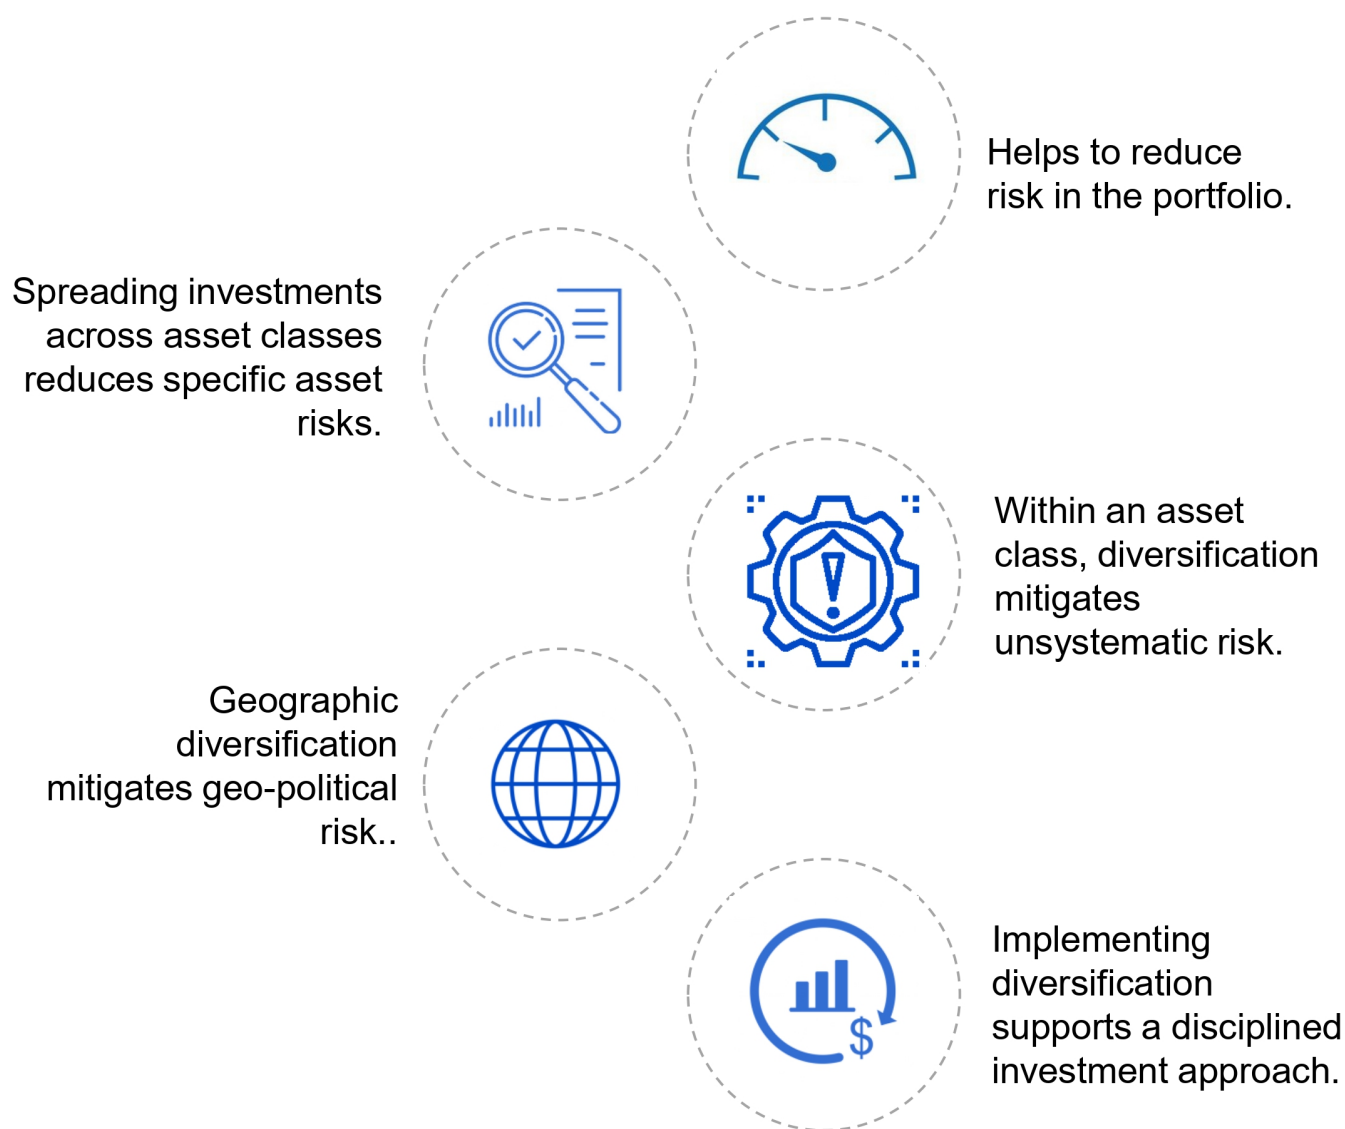 Helps to reduce
risk in the portfolio.
Spreading investments
across asset classes
reduces specific asset
risks.
Within an asset
class, diversification
mitigates
unsystematic risk.
Geographic
diversification
mitigates geo-political
risk..
Implementing
diversification
supports a disciplined
investment approach.
$